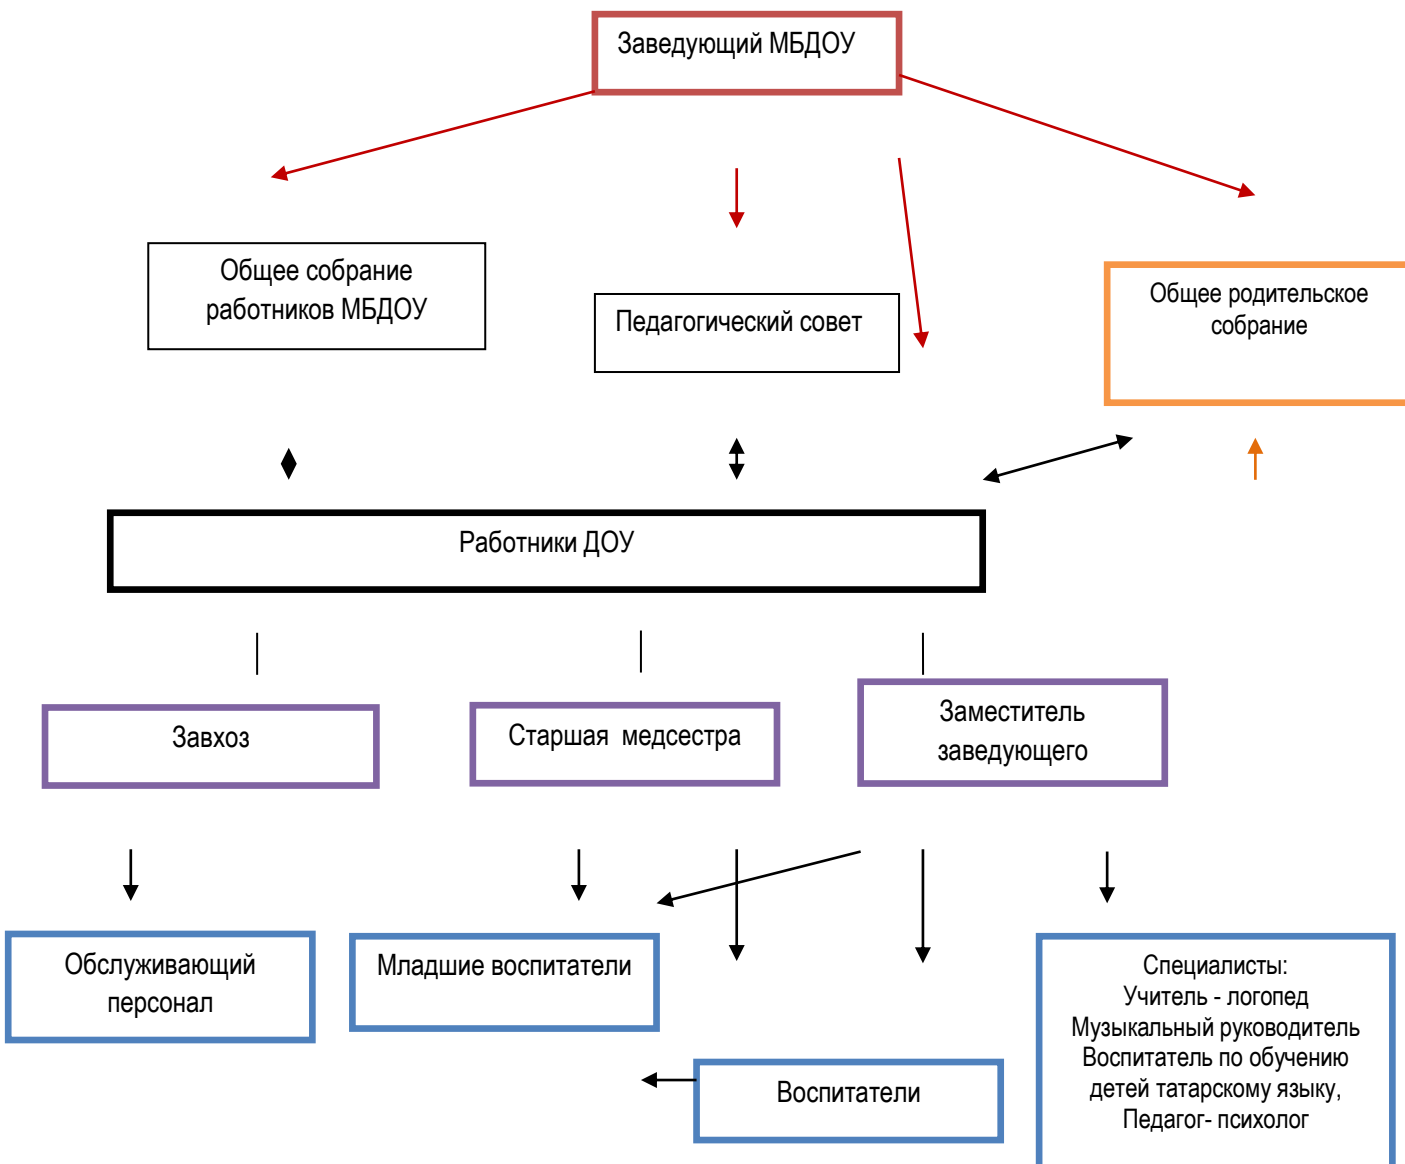 Заведующий МБДОУ
Общее собрание
работников МБДОУ
Педагогический совет
Общее родительское
собрание
Работники ДОУ
Завхоз
Старшая  медсестра
Заместитель
заведующего
Обслуживающий
персонал
Младшие воспитатели
Воспитатели
Специалисты:
Учитель - логопед
Музыкальный руководитель
Воспитатель по обучению
детей татарскому языку,
Педагог- психолог